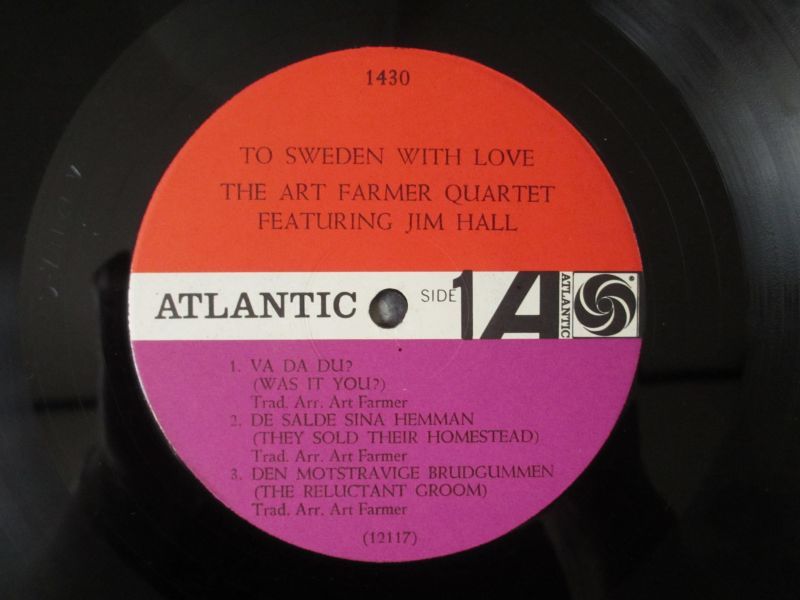 1430
TO SWEDEN WITH LOVE
THE ART FARMER QUARTET
FEATURING JIM HALL
ATLANTIC
SIDE 1
A
ATLANTIC
1. VA DA DU?
(WAS IT YOU?)
Trad. Arr. Art Farmer
2. DE SALDE SINA HEMMAN
(THEY SOLD THEIR HOMESTEAD)
Trad. Arr. Art Farmer
3. DEN MOTSTRAVIGE BRUDGUMMEN
(THE RELUCTANT GROOM)
Trad. Arr. Art Farmer
(12117)